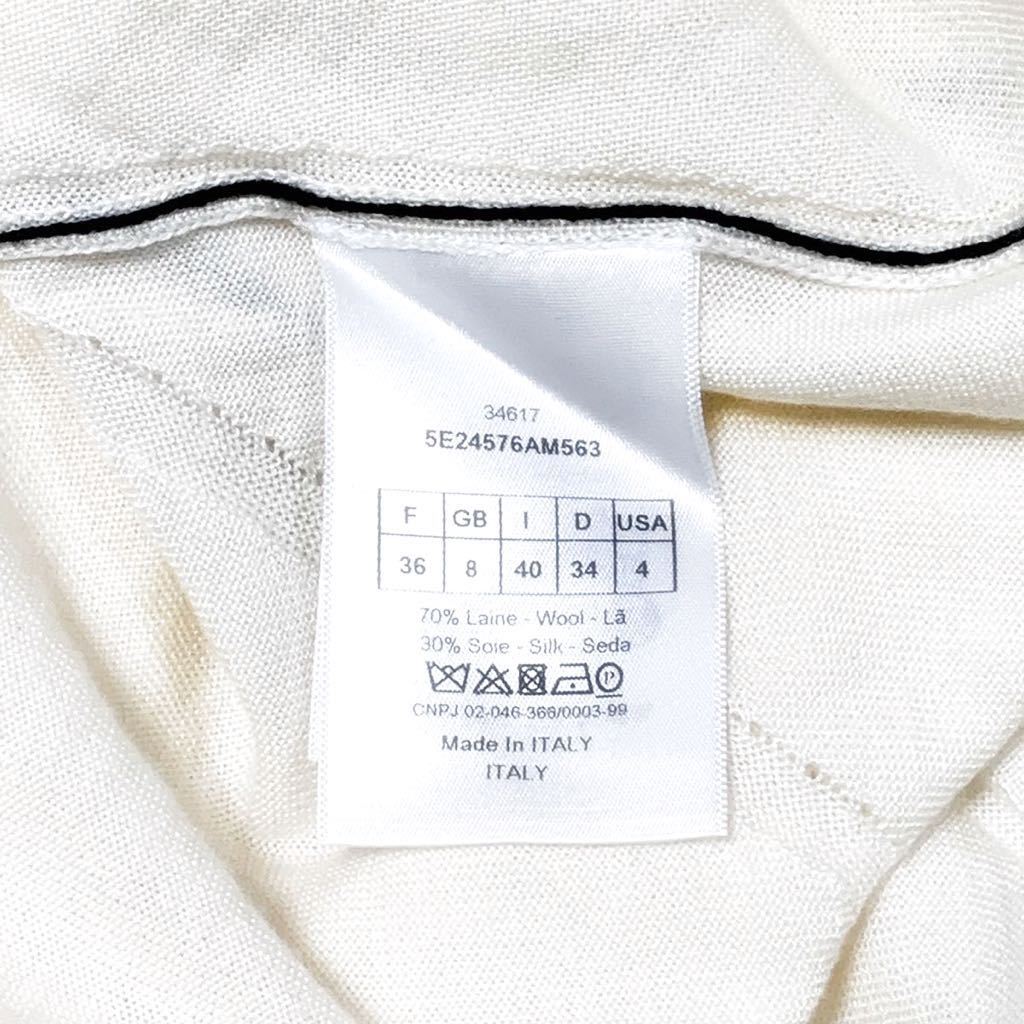 34617
5E24576AM563
F GB I D USA
36 8 40 34 4
70% Laine - Wool - Lã
30% Soie - Silk - Seda
P
CNPJ 02-046-366/0003-99
Made In ITALY
ITALY